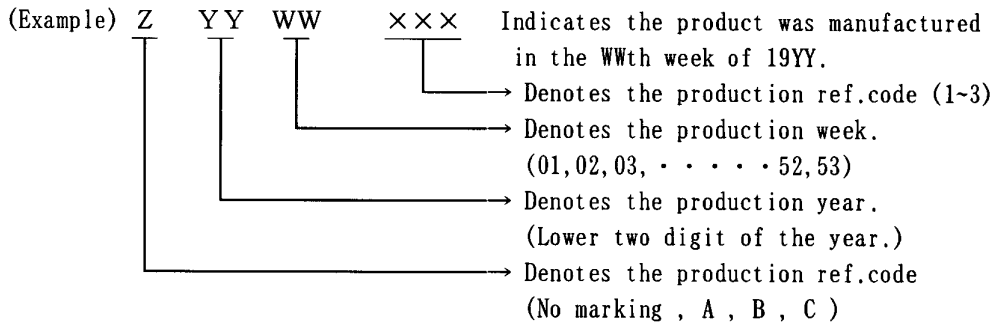 (Example) Z YY WW ××× Indicates the product was manufactured
in the WWth week of 19YY.
Denotes the production ref.code (1~3)
Denotes the production week.
(01,02,03, · · · · · 52,53)
Denotes the production year.
(Lower two digit of the year.)
Denotes the production ref.code
(No marking , A , B , C )